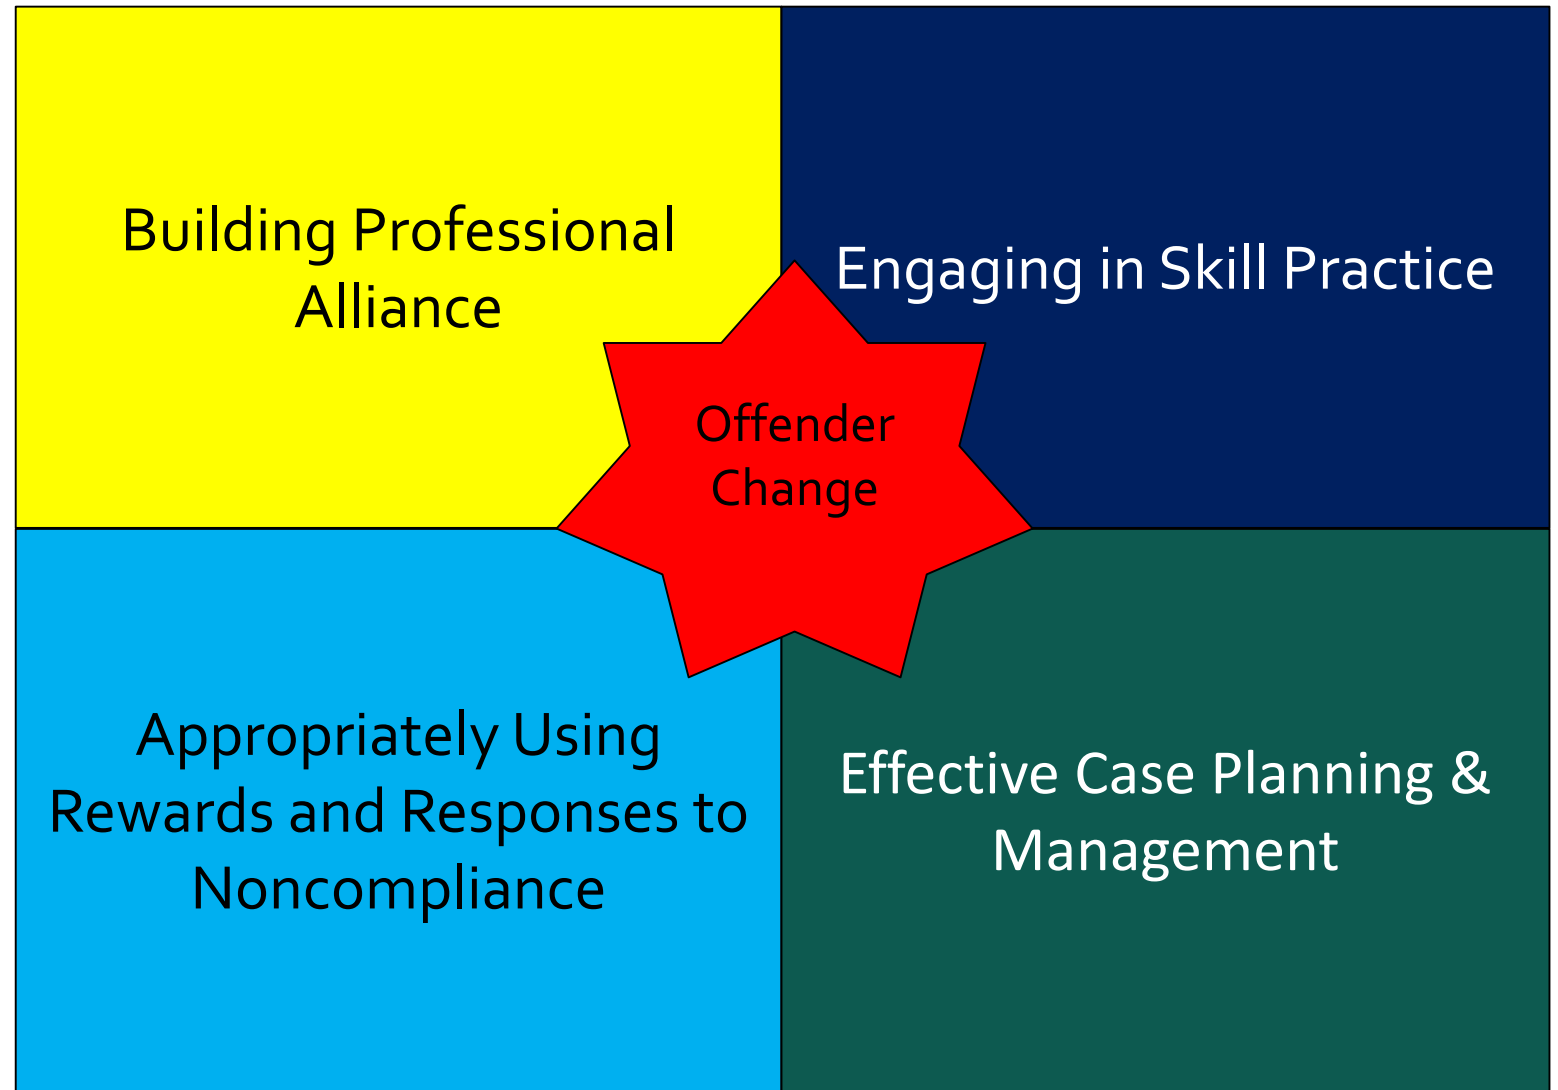 Building Professional
Alliance
Engaging in Skill Practice
Offender
Change
Appropriately Using
Rewards and Responses to
Noncompliance
Effective Case Planning &
Management